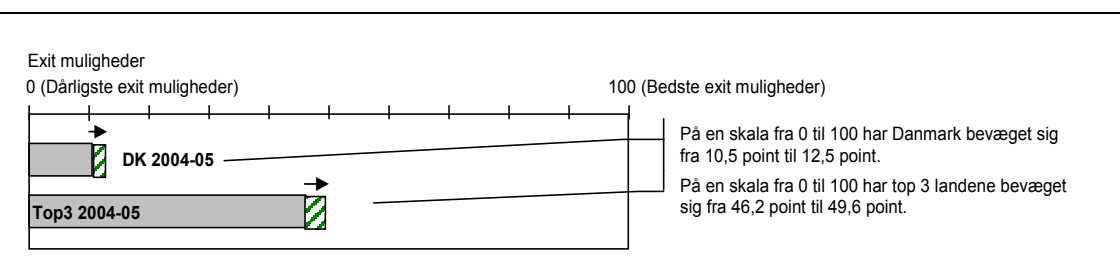 Exit muligheder
0 (Dårligste exit muligheder)
100 (Bedste exit muligheder)
DK 2004-05
På en skala fra 0 til 100 har Danmark bevæget sig
fra 10,5 point til 12,5 point.
På en skala fra 0 til 100 har top 3 landene bevæget
sig fra 46,2 point til 49,6 point.
Top3 2004-05